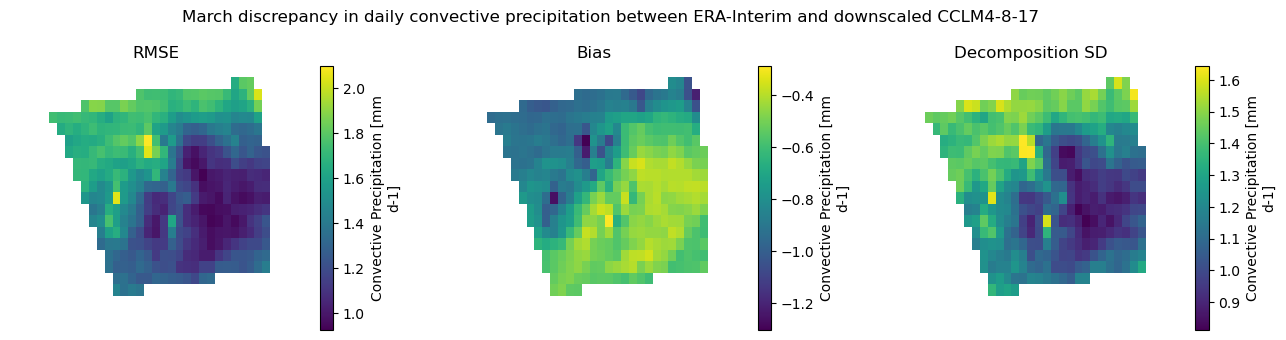 March discrepancy in daily convective precipitation between ERA-Interim and downscaled CCLM4-8-17
RMSE
2.0
1.8
1.6
1.4
1.2
1.0
Convective Precipitation [mm
d-1]
Bias
−0.4
−0.6
−0.8
−1.0
−1.2
Convective Precipitation [mm
d-1]
Decomposition SD
1.6
1.5
1.4
1.3
1.2
1.1
1.0
0.9
Convective Precipitation [mm
d-1]